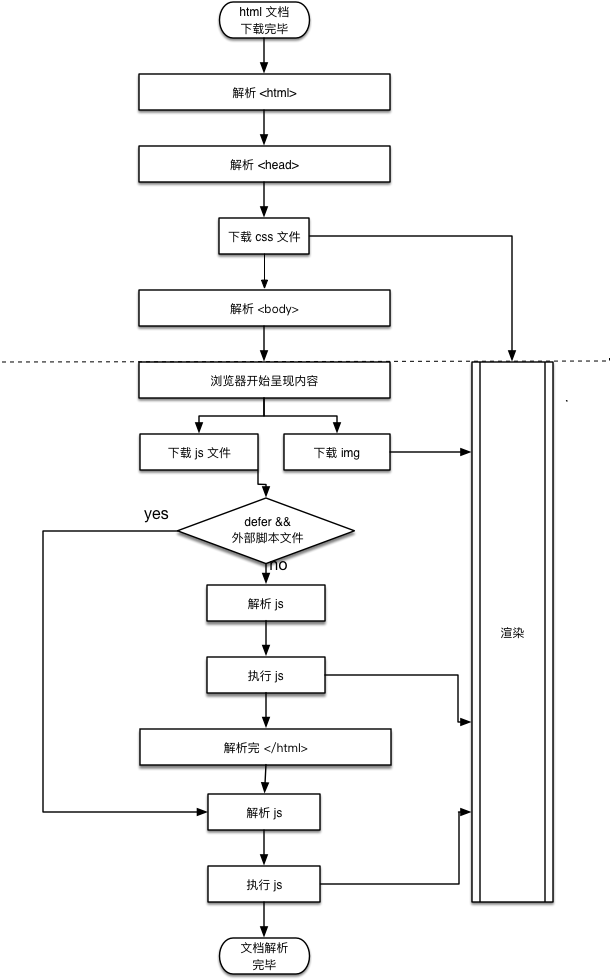 html 文档
下载完毕
解析 <html>
解析 <head>
下载 css 文件
解析 <body>
浏览器开始呈现内容
下载 js 文件
下载 img
yes
defer &&
外部脚本文件
no
解析 js
渲染
执行 js
解析完 </html>
解析 js
执行 js
文档解析
完毕